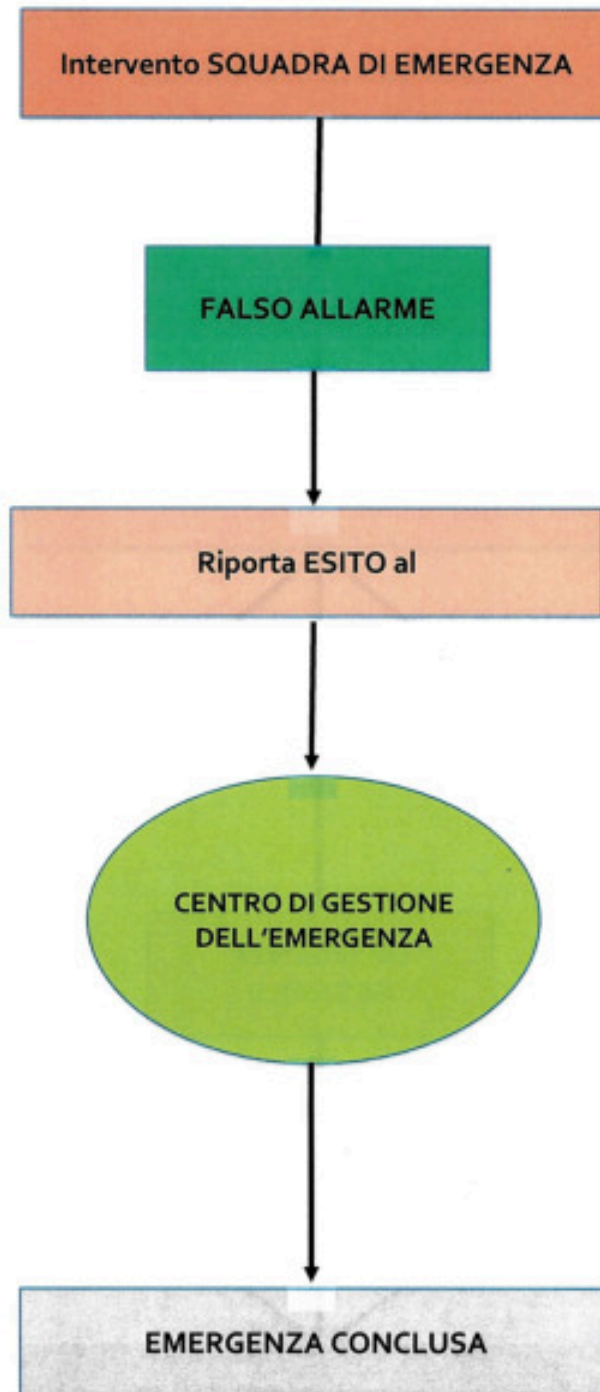 Intervento SQUADRA DI EMERGENZA
FALSO ALLARME
Riporta ESITO al
CENTRO DI GESTIONE
DELL'EMERGENZA
EMERGENZA CONCLUSA